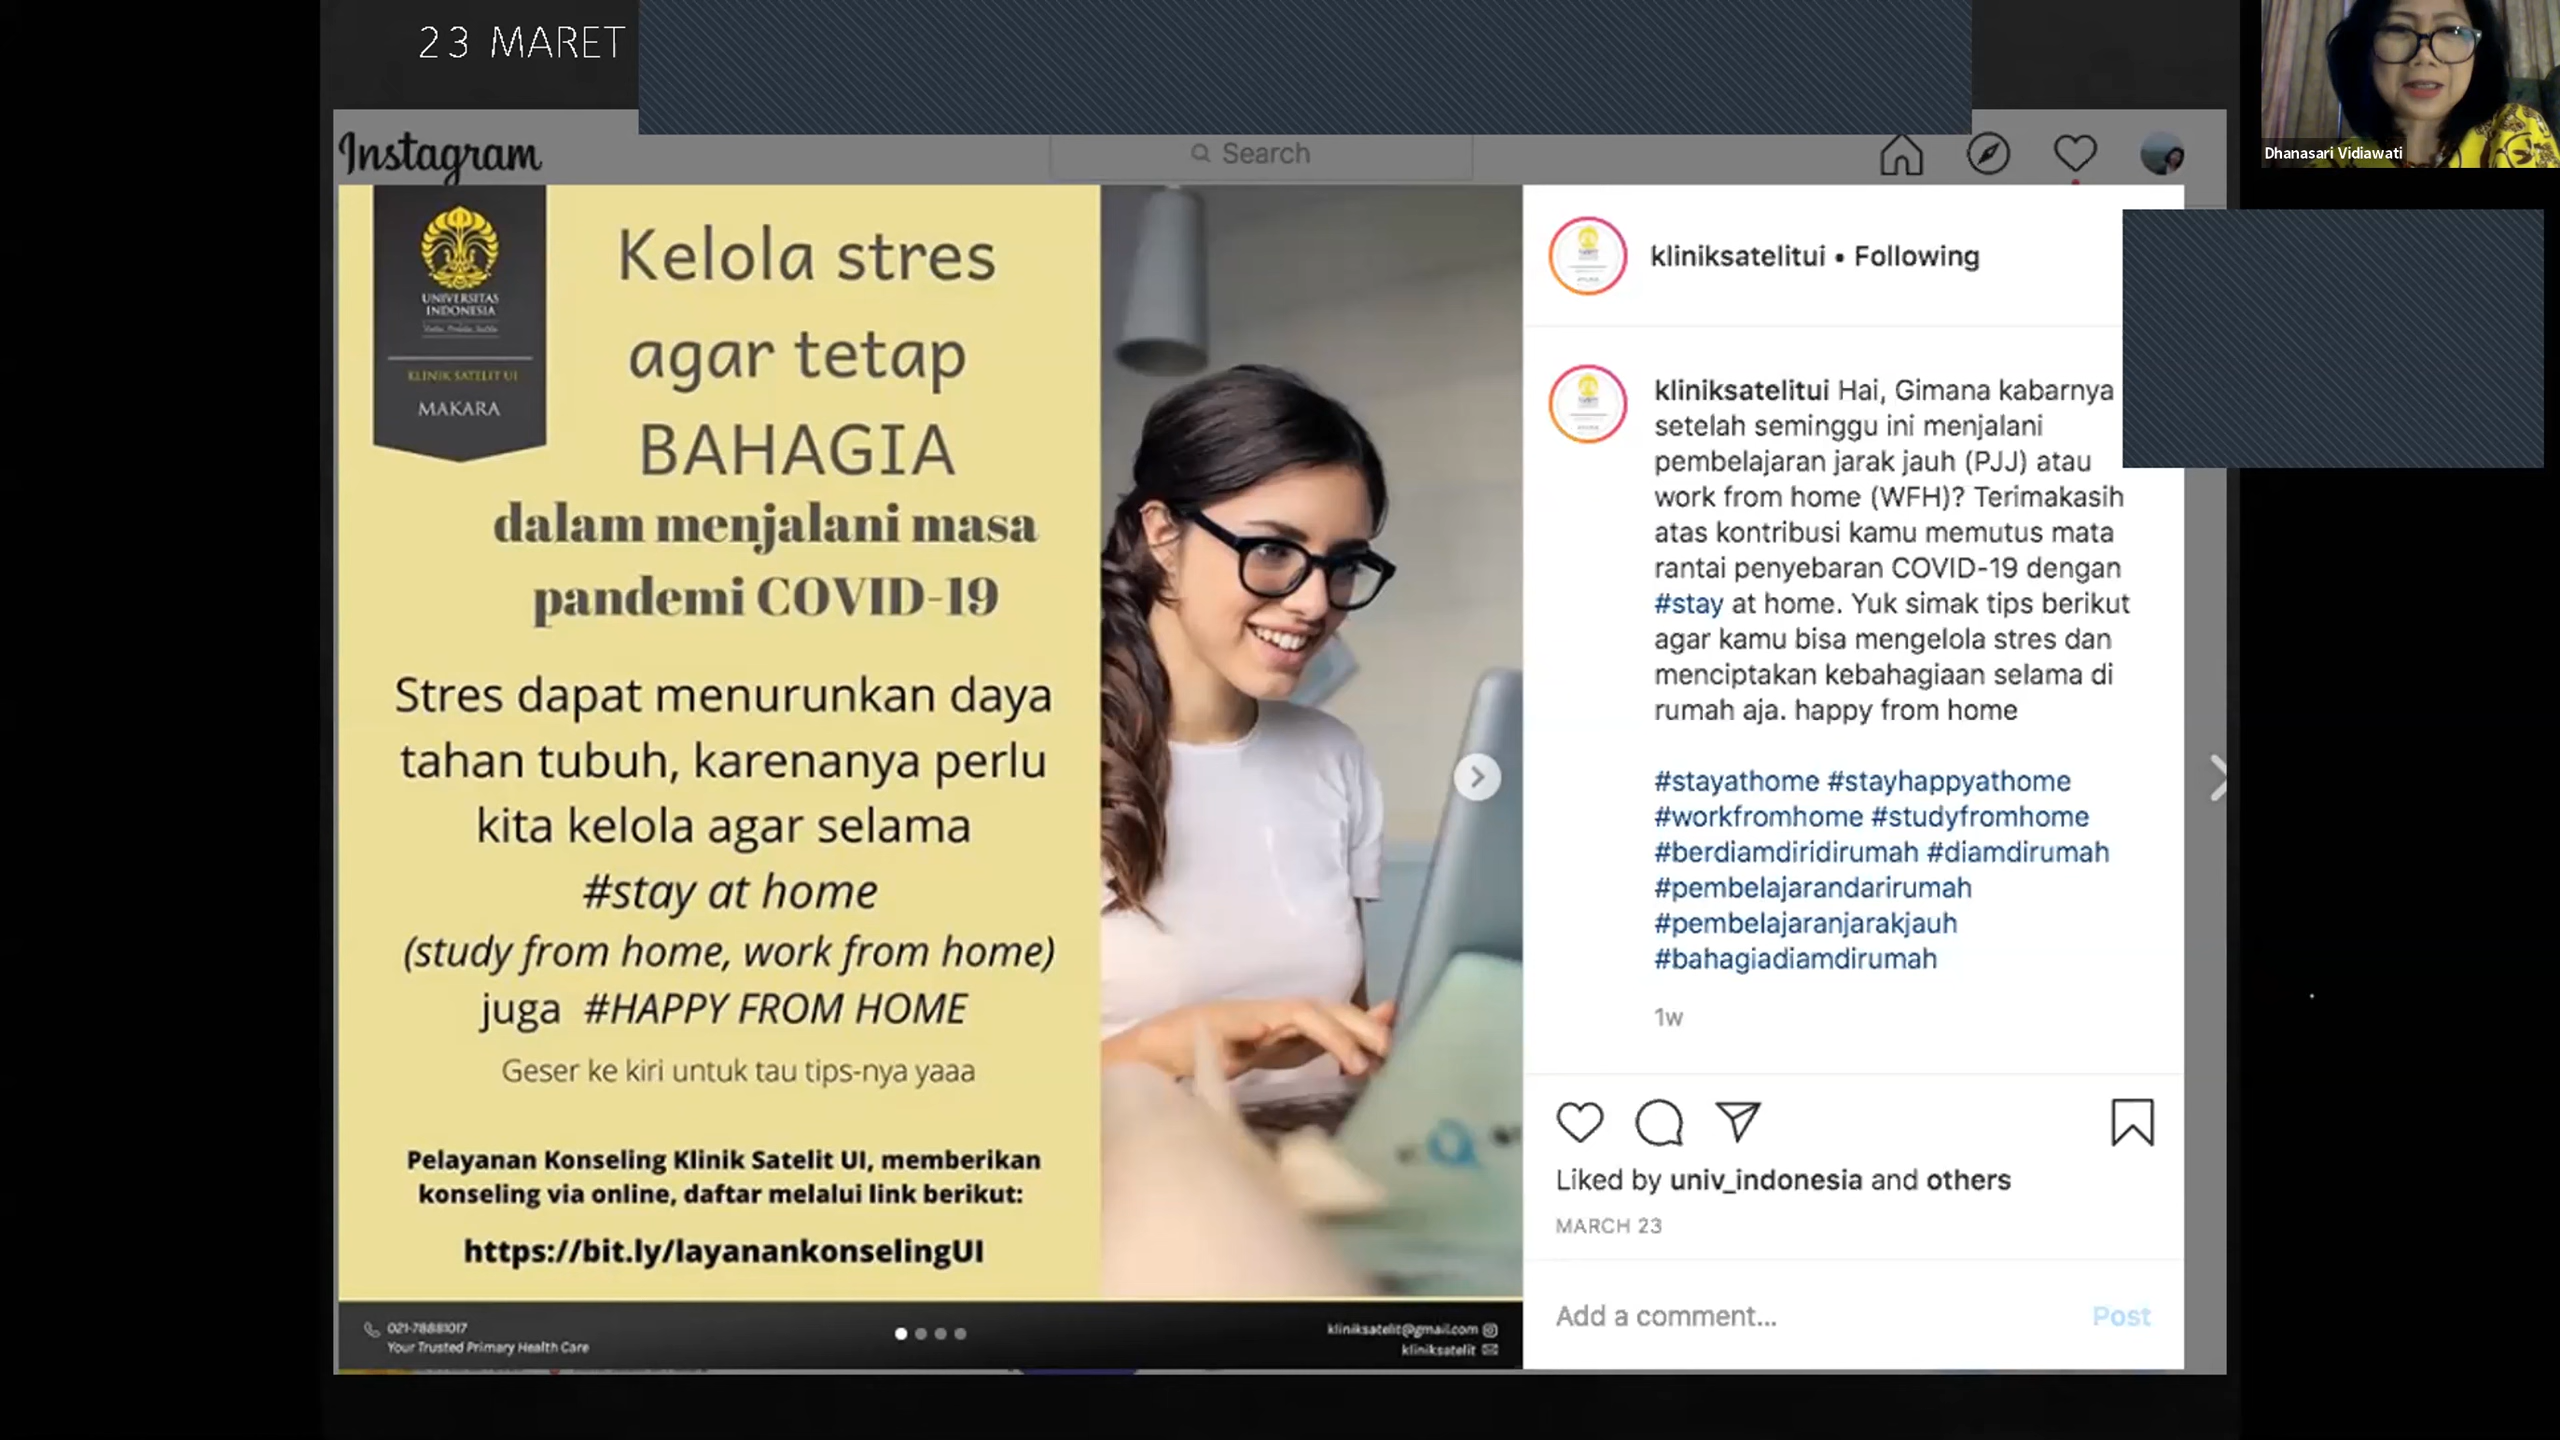 23 MARET
Dhanasari Vidiawati
Instagram
Search
UNIVERSITAS
INDONESIA
KLINIK SATELIT UI
MAKARA
Kelola stres
agar tetap
BAHAGIA
dalam menjalani masa
pandemi COVID-19
Stres dapat menurunkan daya
tahan tubuh, karenanya perlu
kita kelola agar selama
#stay at home
(study from home, work from home)
juga #HAPPY FROM HOME
Geser ke kiri untuk tau tips-nya yaaa
Pelayanan Konseling Klinik Satelit UI, memberikan
konseling via online, daftar melalui link berikut:
https://bit.ly/layanankonselingUI
021-78881017
Your Trusted Primary Health Care
kliniksatelit@gmail.com
kliniksatelit
kliniksatelitui • Following
kliniksatelitui Hai, Gimana kabarnya
setelah seminggu ini menjalani
pembelajaran jarak jauh (PJJ) atau
work from home (WFH)? Terimakasih
atas kontribusi kamu memutus mata
rantai penyebaran COVID-19 dengan
#stay at home. Yuk simak tips berikut
agar kamu bisa mengelola stres dan
menciptakan kebahagiaan selama di
rumah aja. happy from home
#stayathome #stayhappyathome
#workfromhome #studyfromhome
#berdiamdiridirumah #diamdirumah
#pembelajarandarirumah
#pembelajaranjarakjauh
#bahagiadiamdirumah
1w
Liked by univ_indonesia and others
MARCH 23
Add a comment...
Post